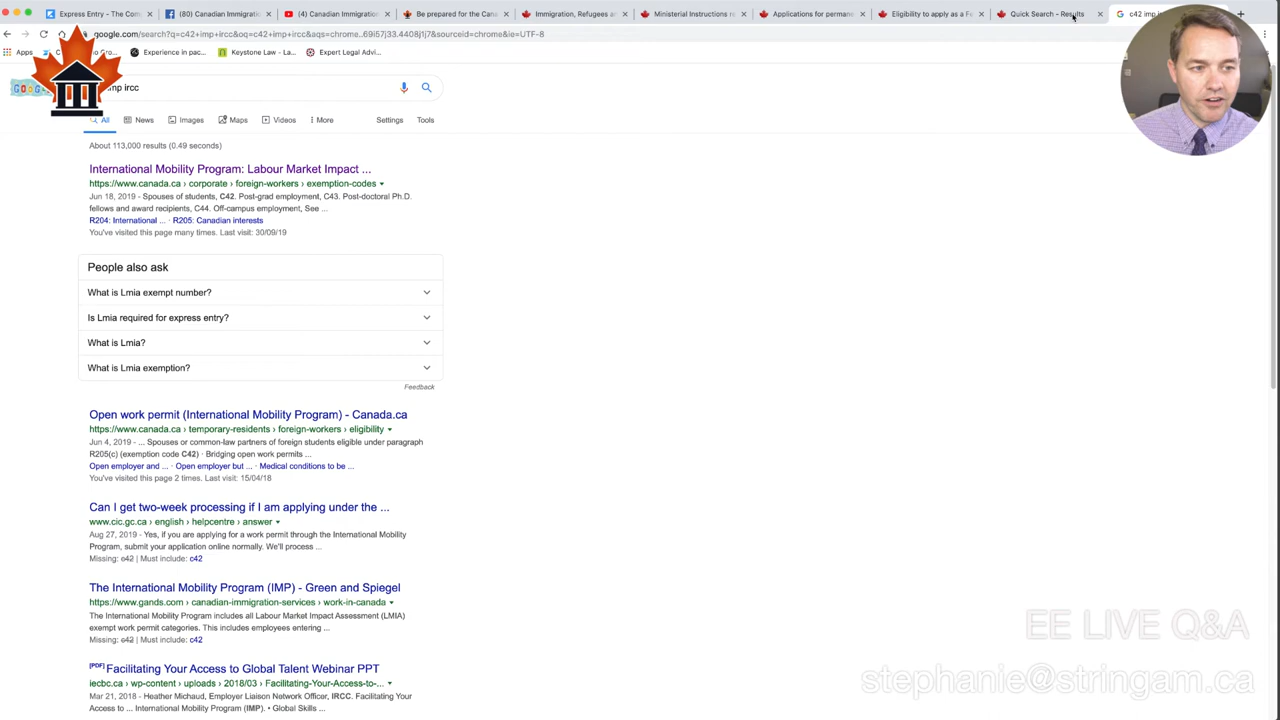 Express Entry - The Com
(80) Canadian Immigrati
(4) Canadian Immigration
Be prepared for the Cana
Immigration, Refugees an
Ministerial Instructions re
Applications for permane
Eligibility to apply as a Fe
Quick Search - Results
c42 imp
google.com/search?q=c42+imp+ircc&oq=c42+imp+ircc&aqs=chrome..69i57j33.4408j1j7&sourceid=chrome&ie=UTF-8
Apps
Experience in pac...
Keystone Law - La...
Expert Legal Advi...
imp ircc
All
News
Images
Maps
Videos
More
Settings
Tools
About 113,000 results (0.49 seconds)
International Mobility Program: Labour Market Impact ...
https://www.canada.ca › corporate › foreign-workers › exemption-codes
Jun 18, 2019 - Spouses of students, C42. Post-grad employment, C43. Post-doctoral Ph.D.
fellows and award recipients, C44. Off-campus employment, See ...
R204: International ... · R205: Canadian interests
You've visited this page many times. Last visit: 30/09/19
People also ask
What is Lmia exempt number?
Is Lmia required for express entry?
What is Lmia?
What is Lmia exemption?
Feedback
Open work permit (International Mobility Program) - Canada.ca
https://www.canada.ca › temporary-residents › foreign-workers › eligibility
Jun 4, 2019 - ... Spouses or common-law partners of foreign students eligible under paragraph
R205(c) (exemption code C42) · Bridging open work permits ...
Open employer and ... · Open employer but ... · Medical conditions to be ...
You've visited this page 2 times. Last visit: 15/04/18
Can I get two-week processing if I am applying under the ...
www.cic.gc.ca › english › helpcentre › answer
Aug 27, 2019 - Yes, if you are applying for a work permit through the International Mobility
Program, submit your application online normally. We'll process ...
Missing: c42 | Must include: c42
The International Mobility Program (IMP) - Green and Spiegel
https://www.gands.com › canadian-immigration-services › work-in-canada
The International Mobility Program includes all Labour Market Impact Assessment (LMIA)
exempt work permit categories. This includes employees entering ...
Missing: c42 | Must include: c42
[PDF] Facilitating Your Access to Global Talent Webinar PPT
iecbc.ca › wp-content › uploads › 2018/03 › Facilitating-Your-Access-to-...
Mar 21, 2018 - Heather Michaud, Employer Liaison Network Officer, IRCC. Facilitating Your
Access to ... International Mobility Program (IMP). • Global Skills ...
EE LIVE Q&A
stephanie@stringam.ca